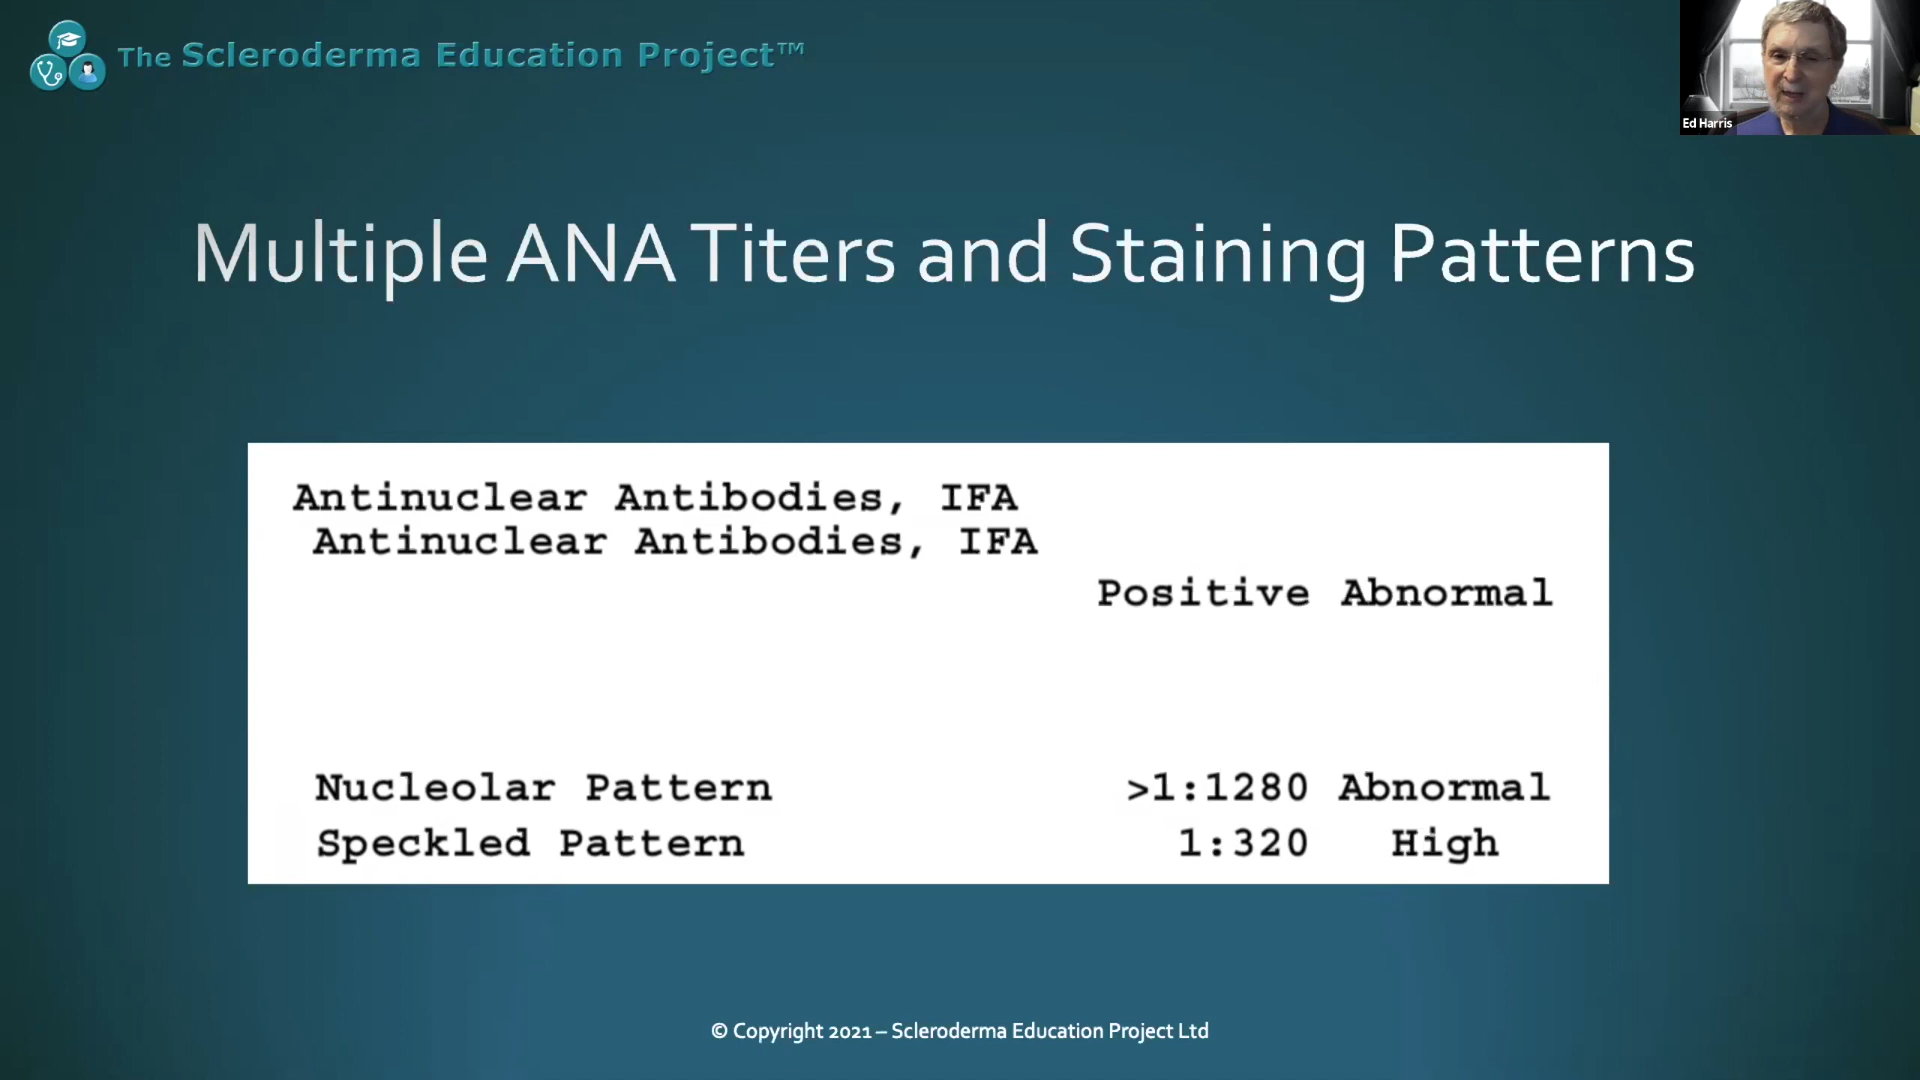 The Scleroderma Education Project™
Ed Harris
Multiple ANA Titers and Staining Patterns
Antinuclear Antibodies, IFA
Antinuclear Antibodies, IFA
Positive Abnormal
Nucleolar Pattern >1:1280 Abnormal
Speckled Pattern 1:320 High
© Copyright 2021 – Scleroderma Education Project Ltd